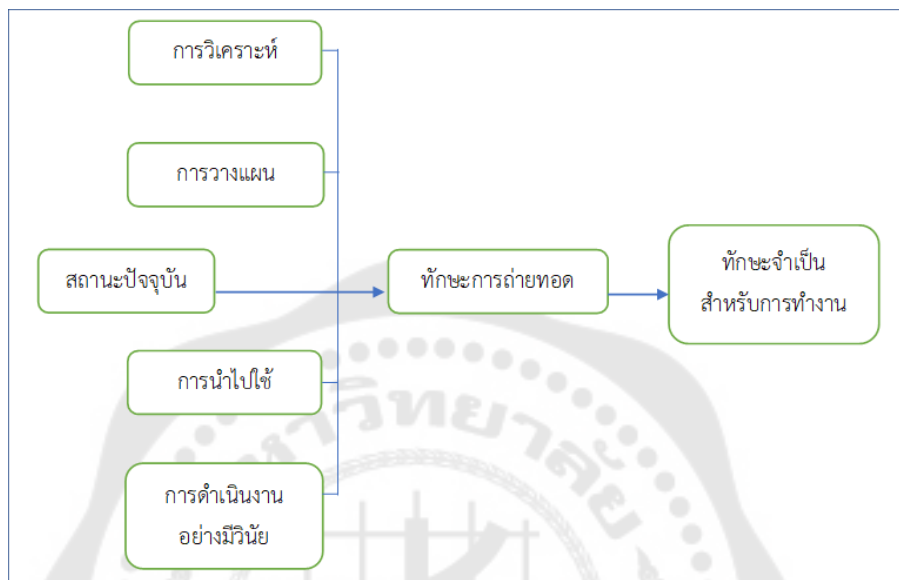 การวิเคราะห์
การวางแผน
สถานะปัจจุบัน
ทักษะการถ่ายทอด
ทักษะจำเป็น
สำหรับการทำงาน
การนำไปใช้
การดำเนินงาน
อย่างมีวินัย